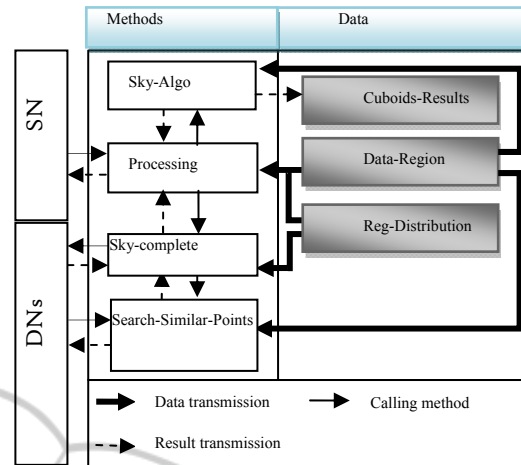 Methods
Data
SN
DNs
Sky-Algo
Cuboids-Results
Processing
Data-Region
Reg-Distribution
Sky-complete
Search-Similar-Points
Data transmission
Calling method
Result transmission